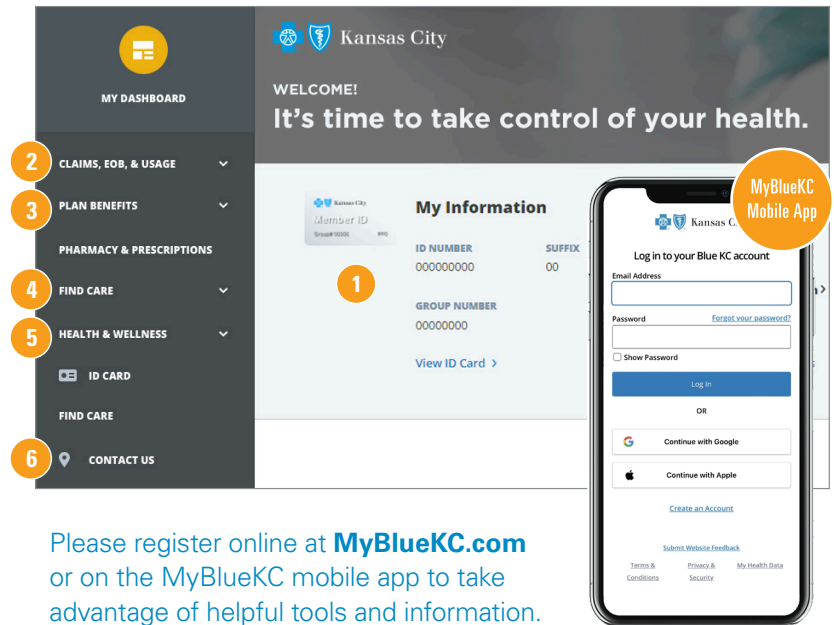 MY DASHBOARD
2 CLAIMS, EOB, & USAGE
3 PLAN BENEFITS
PHARMACY & PRESCRIPTIONS
4 FIND CARE
5 HEALTH & WELLNESS
ID CARD
FIND CARE
6 CONTACT US
Kansas City
WELCOME!
It's time to take control of your health.
Kansas City
Member ID
Group# 00000 PPO
1
My Information
ID NUMBER SUFFIX
000000000 00
GROUP NUMBER
00000000
View ID Card >
MyBlueKC
Mobile App
Kansas C
Log in to your Blue KC account
Email Address
Password Forgot your password?
Show Password
Log In
OR
G Continue with Google
Continue with Apple
Create an Account
Submit Website Feedback
Terms & Privacy & My Health Data
Conditions Security
Please register online at MyBlueKC.com
or on the MyBlueKC mobile app to take
advantage of helpful tools and information.